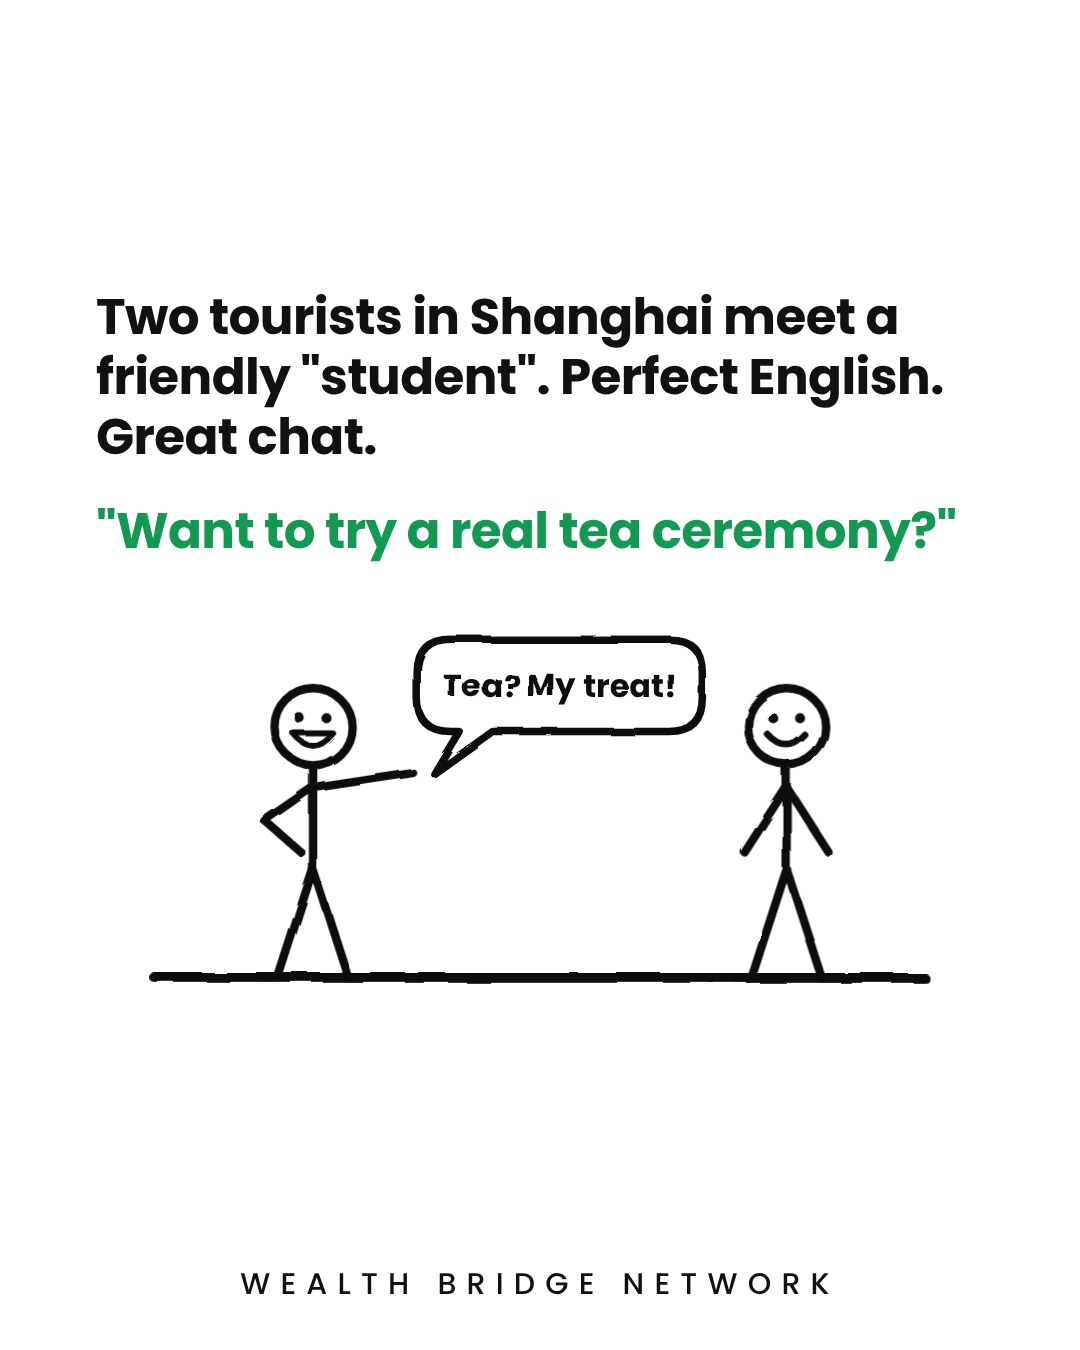 Two tourists in Shanghai meet a
friendly "student". Perfect English.
Great chat.
"Want to try a real tea ceremony?"
Tea? My treat!
WEALTH BRIDGE NETWORK